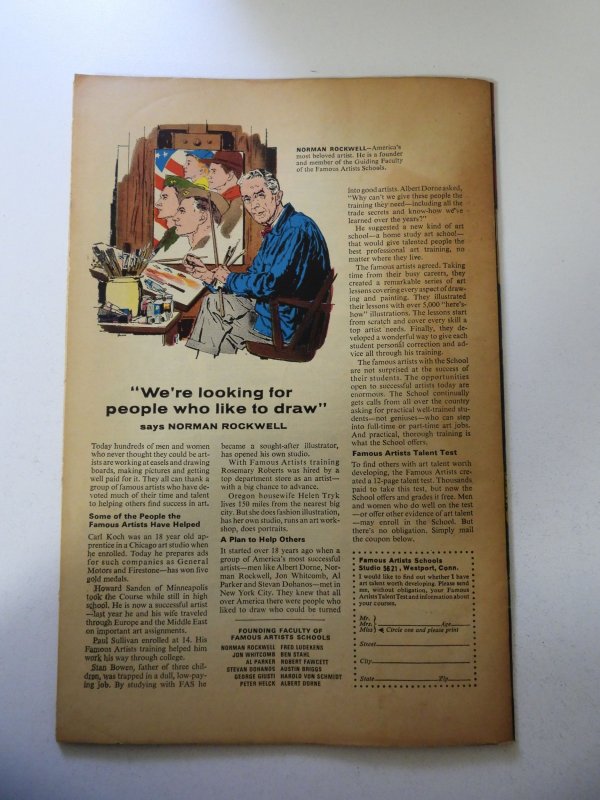 NORMAN ROCKWELL—America's
most beloved artist. He is a founder
and member of the Guiding Faculty
of the Famous Artists Schools.
"We're looking for
people who like to draw"
says NORMAN ROCKWELL
Today hundreds of men and women
who never thought they could be art-
ists are working at easels and drawing
boards, making pictures and getting
well paid for it. They all can thank a
group of famous artists who have de-
voted much of their time and talent
to helping others find success in art.
Some of the People the
Famous Artists Have Helped
Carl Koch was an 18 year old ap-
prentice in a Chicago art studio when
he enrolled. Today he prepares ads
for such companies as General
Motors and Firestone—has won five
gold medals.
Howard Sanden of Minneapolis
took the Course while still in high
school. He is now a successful artist
—last year he and his wife traveled
through Europe and the Middle East
on important art assignments.
Paul Sullivan enrolled at 14. His
Famous Artists training helped him
work his way through college.
Stan Bowen, father of three chil-
dren, was trapped in a dull, low-pay-
ing job. By studying with FAS he
became a sought-after illustrator,
has opened his own studio.
With Famous Artists training
Rosemary Roberts was hired by a
top department store as an artist—
with a big chance to advance.
Oregon housewife Helen Tryk
lives 150 miles from the nearest big
city. But she does fashion illustration,
has her own studio, runs an art work-
shop, does portraits.
A Plan to Help Others
It started over 18 years ago when a
group of America's most successful
artists—men like Albert Dorne, Nor-
man Rockwell, Jon Whitcomb, Al
Parker and Stevan Dohanos—met in
New York City. They knew that all
over America there were people who
liked to draw who could be turned
FOUNDING FACULTY OF
FAMOUS ARTISTS SCHOOLS
NORMAN ROCKWELL FRED LUDEKENS
JON WHITCOMB BEN STAHL
AL PARKER ROBERT FAWCETT
STEVAN DOHANOS AUSTIN BRIGGS
GEORGE GIUSTI HAROLD VON SCHMIDT
PETER HELCK ALBERT DORNE
into good artists. Albert Dorne asked,
"Why can't we give these people the
training they need—including all the
trade secrets and know-how we've
learned over the years?"
He suggested a new kind of art
school—a home study art school—
that would give talented people the
best professional art training, no
matter where they live.
The famous artists agreed. Taking
time from their busy careers, they
created a remarkable series of art
lessons covering every aspect of draw-
ing and painting. They illustrated
their lessons with over 5,000 "here's-
how" illustrations. The lessons start
from scratch and cover every skill a
top artist needs. Finally, they de-
veloped a wonderful way to give each
student personal correction and ad-
vice all through his training.
The famous artists with the School
are not surprised at the success of
their students. The opportunities
open to successful artists today are
enormous. The School continually
gets calls from all over the country
asking for practical well-trained stu-
dents—not geniuses—who can step
into full-time or part-time art jobs.
And practical, thorough training is
what the School offers.
Famous Artists Talent Test
To find others with art talent worth
developing, the Famous Artists cre-
ated a 12-page talent test. Thousands
paid to take this test, but now the
School offers and grades it free. Men
and women who do well on the test
—or offer other evidence of art talent
—may enroll in the School. But
there's no obligation. Simply mail
the coupon below.
Famous Artists Schools
Studio 5621, Westport, Conn.
I would like to find out whether I have
art talent worth developing. Please send
me, without obligation, your Famous
Artists Talent Test and information about
your courses.
Mr.
Mrs. Age
Miss Circle one and please print
Street
City
State Zip